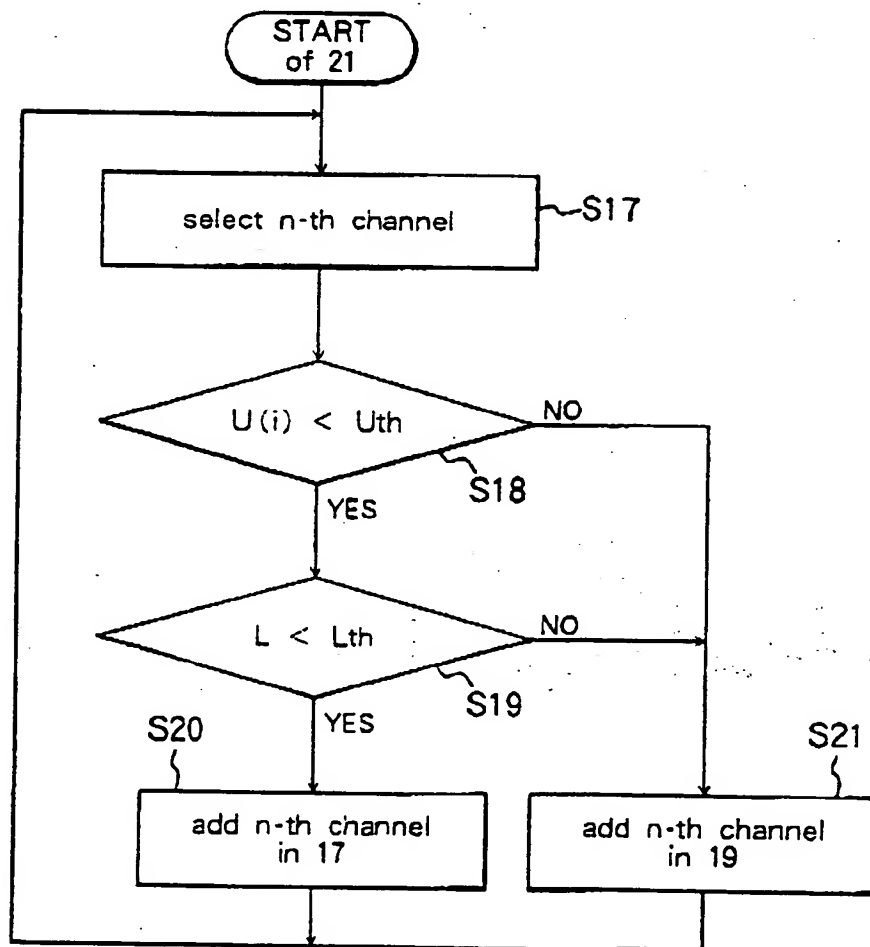 START
of 21
select n-th channel
S17
U(i) < Uth
NO
S18
YES
L < Lth
NO
S19
YES
S20
S21
add n-th channel
in 17
add n-th channel
in 19